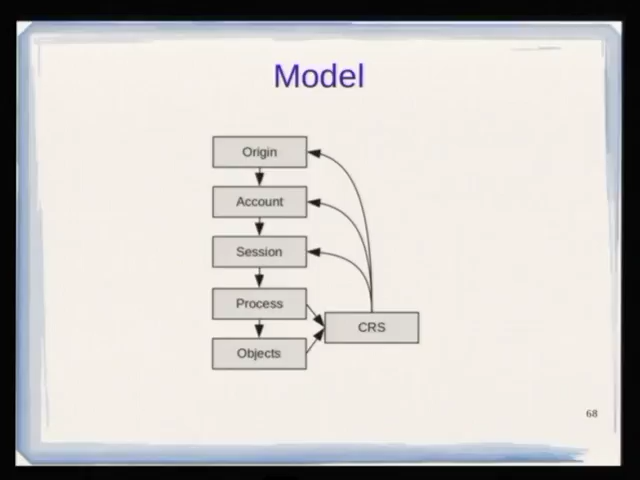 Model
Origin
Account
Session
Process
CRS
Objects
68